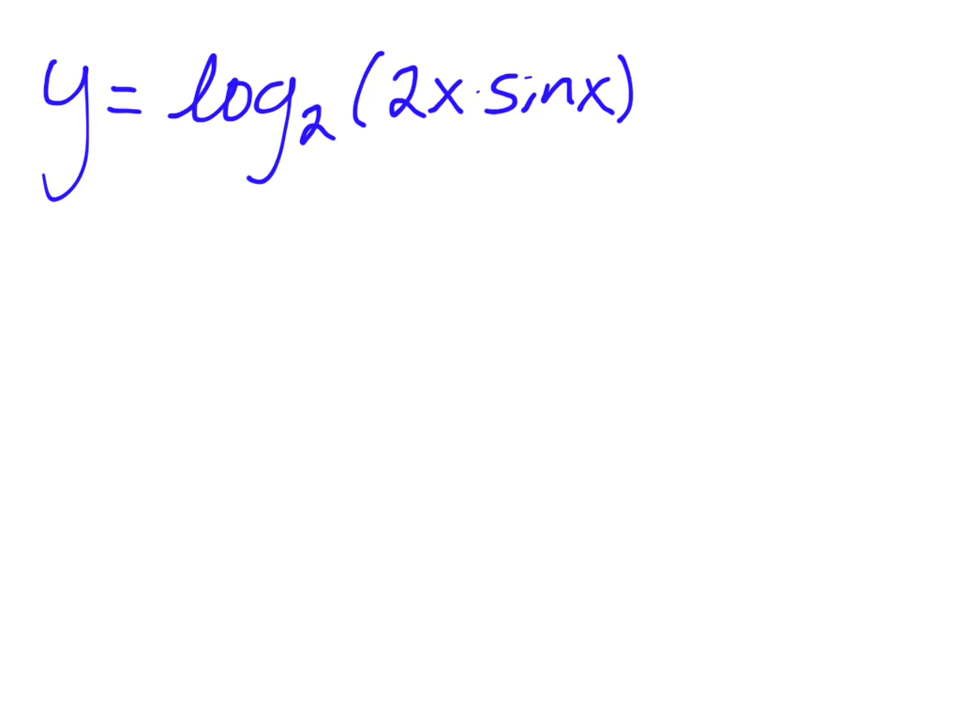 y = log₂ (2x · sinx)